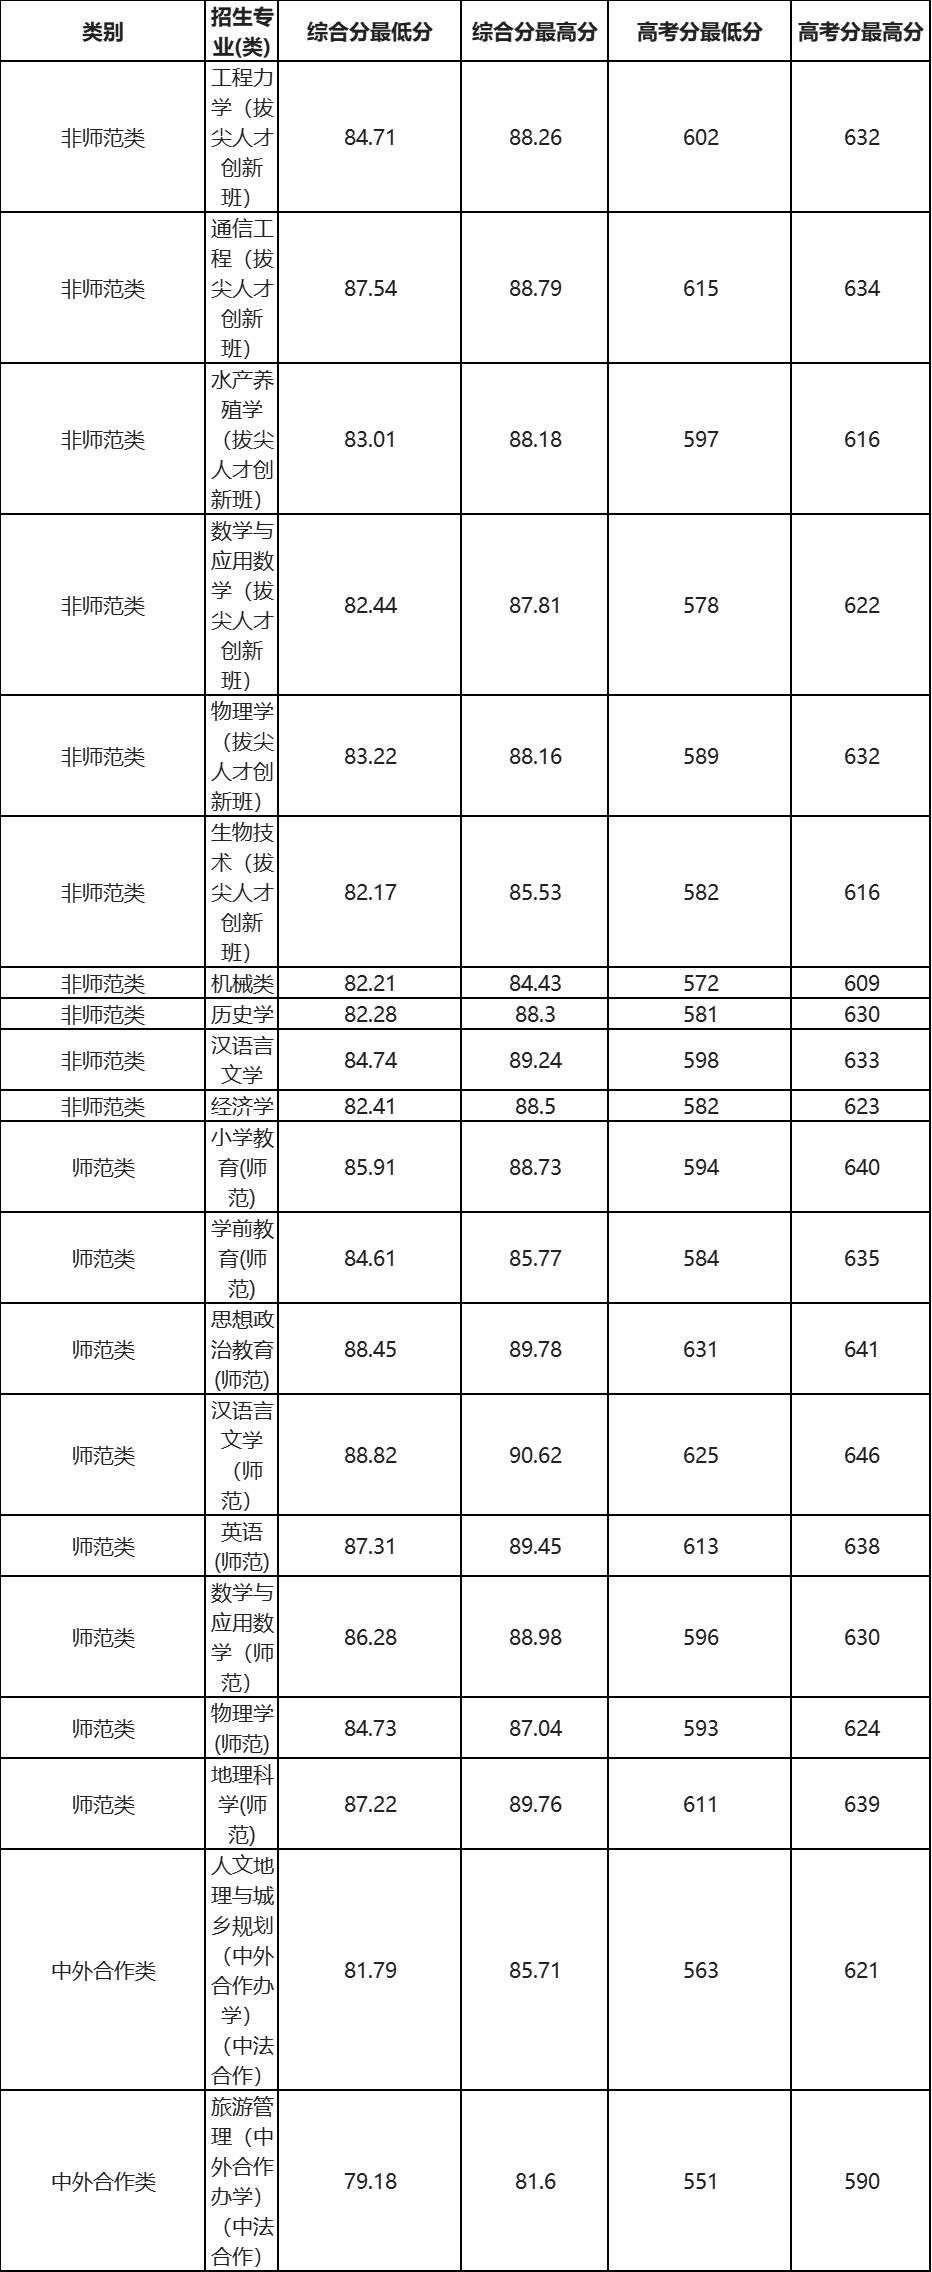 类别 招生专业(类) 综合分最低分 综合分最高分 高考分最低分 高考分最高分
非师范类 工程力学（拔尖人才创新班） 84.71 88.26 602 632
非师范类 通信工程（拔尖人才创新班） 87.54 88.79 615 634
非师范类 水产养殖学（拔尖人才创新班） 83.01 88.18 597 616
非师范类 数学与应用数学（拔尖人才创新班） 82.44 87.81 578 622
非师范类 物理学（拔尖人才创新班） 83.22 88.16 589 632
非师范类 生物技术（拔尖人才创新班） 82.17 85.53 582 616
非师范类 机械类 82.21 84.43 572 609
非师范类 历史学 82.28 88.3 581 630
非师范类 汉语言文学 84.74 89.24 598 633
非师范类 经济学 82.41 88.5 582 623
师范类 小学教育(师范) 85.91 88.73 594 640
师范类 学前教育(师范) 84.61 85.77 584 635
师范类 思想政治教育(师范) 88.45 89.78 631 641
师范类 汉语言文学（师范） 88.82 90.62 625 646
师范类 英语(师范) 87.31 89.45 613 638
师范类 数学与应用数学（师范） 86.28 88.98 596 630
师范类 物理学(师范) 84.73 87.04 593 624
师范类 地理科学(师范) 87.22 89.76 611 639
中外合作类 人文地理与城乡规划（中外合作办学）（中法合作） 81.79 85.71 563 621
中外合作类 旅游管理（中外合作办学）（中法合作） 79.18 81.6 551 590